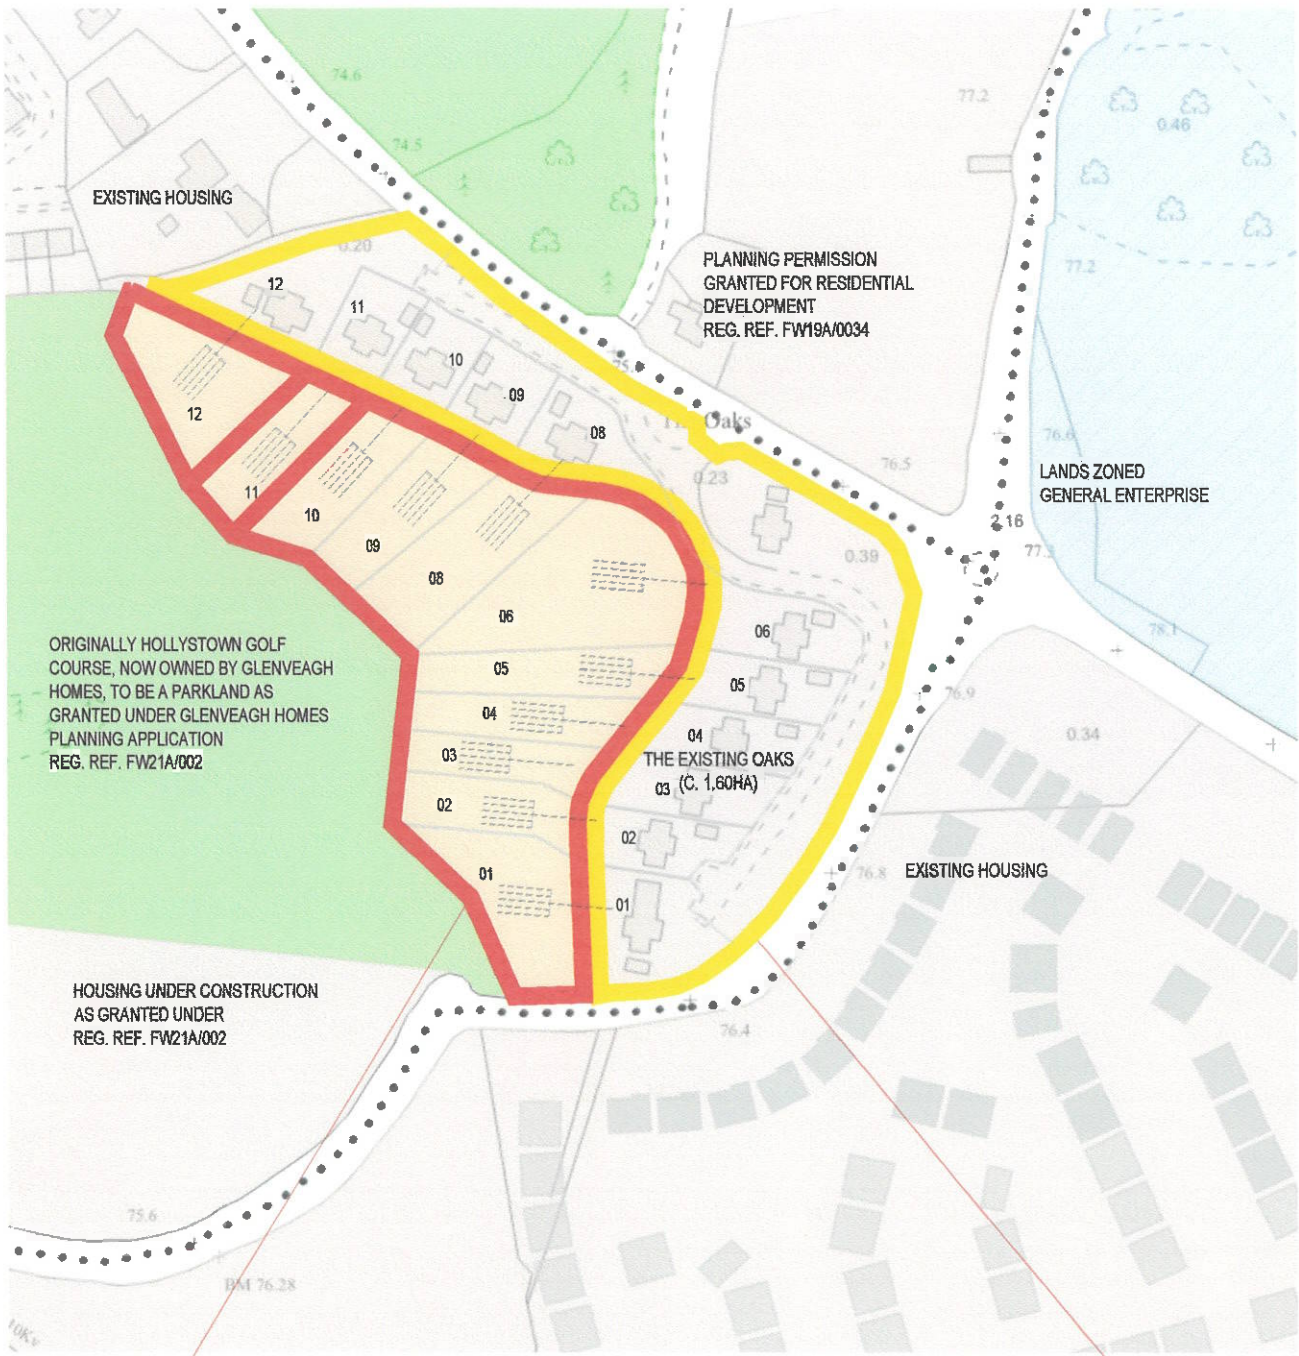 74.6
77.2
0.46
74.5
EXISTING HOUSING
0.20
PLANNING PERMISSION
GRANTED FOR RESIDENTIAL
DEVELOPMENT
REG. REF. FW19A/0034
77.2
12
11
10
09
08
12
11
10
09
08
06
05
04
03
02
01
Oaks
0.23
76.5
76.6
LANDS ZONED
GENERAL ENTERPRISE
2.16
0.39
78.1
06
05
04
THE EXISTING OAKS
03 (C. 1.60HA)
02
01
76.9
0.34
ORIGINALLY HOLLYSTOWN GOLF
COURSE, NOW OWNED BY GLENVEAGH
HOMES, TO BE A PARKLAND AS
GRANTED UNDER GLENVEAGH HOMES
PLANNING APPLICATION
REG. REF. FW21A/002
76.8
EXISTING HOUSING
HOUSING UNDER CONSTRUCTION
AS GRANTED UNDER
REG. REF. FW21A/002
76.4
75.6
BM 76.28